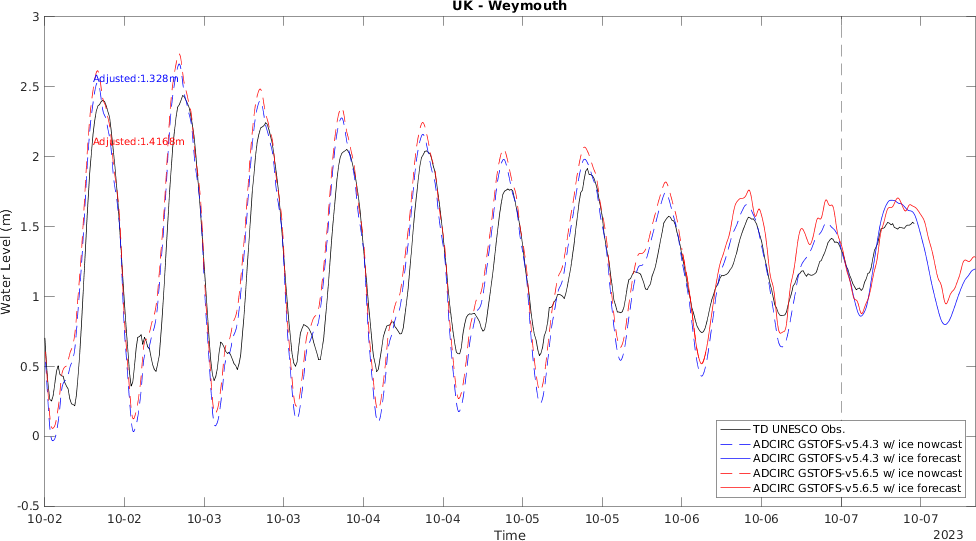 UK - Weymouth
3
2.5
2
1.5
1
0.5
0
-0.5
Water Level (m)
Adjusted:1.328m
Adjusted:1.4168m
TD UNESCO Obs.
ADCIRC GSTOFS-v5.4.3 w/ ice nowcast
ADCIRC GSTOFS-v5.4.3 w/ ice forecast
ADCIRC GSTOFS-v5.6.5 w/ ice nowcast
ADCIRC GSTOFS-v5.6.5 w/ ice forecast
10-02 10-02 10-03 10-03 10-04 10-04 10-05 10-05 10-06 10-06 10-07 10-07
Time
2023